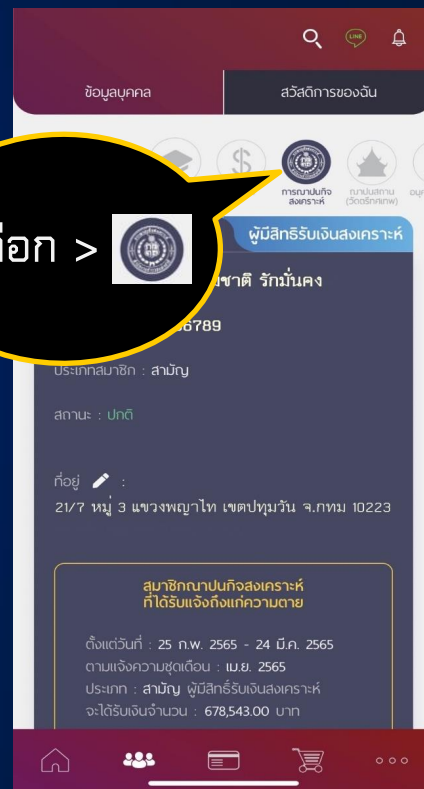 LINE
ข้อมูลบุคคล
สวัสดิการของฉัน
การณาปนกิจ
สงเคราะห์
ฌาปนสถาน
(วัดตรีทศเทพ)
ผู้มีสิทธิรับเงินสงเคราะห์
ือก >
ชาติ รักมั่นคง
6789
ประเภทสมาชิก : สามัญ
สถานะ : ปกติ
ที่อยู่ :
21/7 หมู่ 3 แขวงพญาไท เขตปทุมวัน จ.กทม 10223
สมาชิกฌาปนกิจสงเคราะห์
ที่ได้รับแจ้งถึงแก่ความตาย
ตั้งแต่วันที่ : 25 ก.พ. 2565 - 24 มี.ค. 2565
ตามแจ้งความชุดเดือน : เม.ย. 2565
ประเภท : สามัญ ผู้มีสิทธิ์รับเงินสงเคราะห์
จะได้รับเงินจำนวน : 678,543.00 บาท